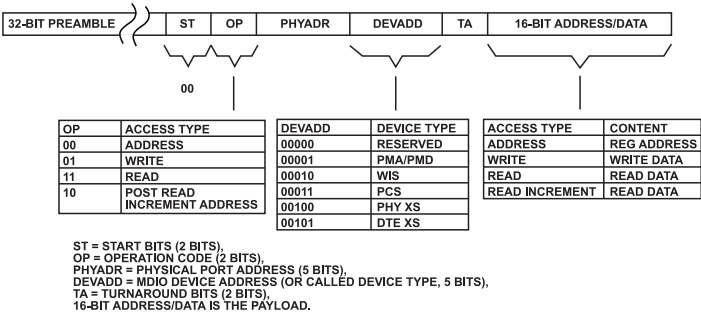 32-BIT PREAMBLE ST OP PHYADR DEVADD TA 16-BIT ADDRESS/DATA
00
OP ACCESS TYPE
00 ADDRESS
01 WRITE
11 READ
10 POST READ
INCREMENT ADDRESS
DEVADD DEVICE TYPE
00000 RESERVED
00001 PMA/PMD
00010 WIS
00011 PCS
00100 PHY XS
00101 DTE XS
ACCESS TYPE CONTENT
ADDRESS REG ADDRESS
WRITE WRITE DATA
READ READ DATA
READ INCREMENT READ DATA
ST = START BITS (2 BITS),
OP = OPERATION CODE (2 BITS),
PHYADR = PHYSICAL PORT ADDRESS (5 BITS),
DEVADD = MDIO DEVICE ADDRESS (OR CALLED DEVICE TYPE, 5 BITS),
TA = TURNAROUND BITS (2 BITS),
16-BIT ADDRESS/DATA IS THE PAYLOAD.